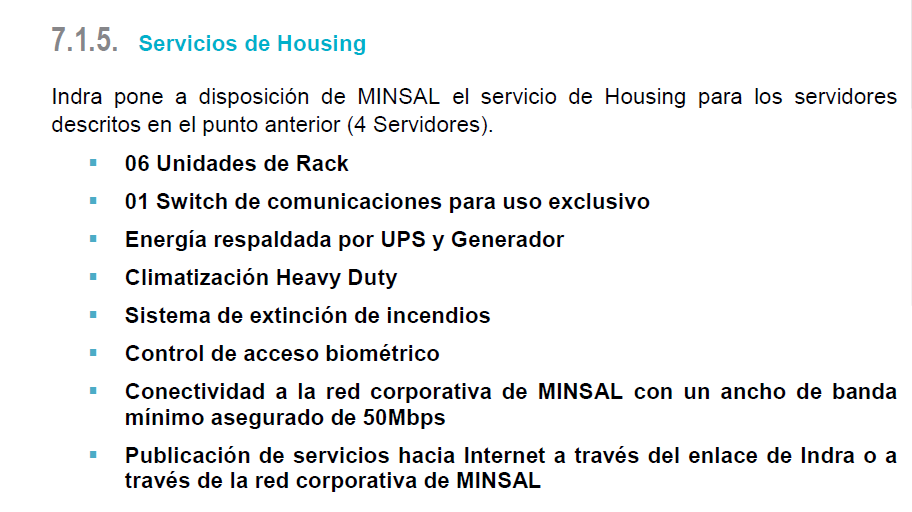 7.1.5. Servicios de Housing
Indra pone a disposición de MINSAL el servicio de Housing para los servidores
descritos en el punto anterior (4 Servidores).
▪ 06 Unidades de Rack
▪ 01 Switch de comunicaciones para uso exclusivo
▪ Energía respaldada por UPS y Generador
▪ Climatización Heavy Duty
▪ Sistema de extinción de incendios
▪ Control de acceso biométrico
▪ Conectividad a la red corporativa de MINSAL con un ancho de banda
mínimo asegurado de 50Mbps
▪ Publicación de servicios hacia Internet a través del enlace de Indra o a
través de la red corporativa de MINSAL